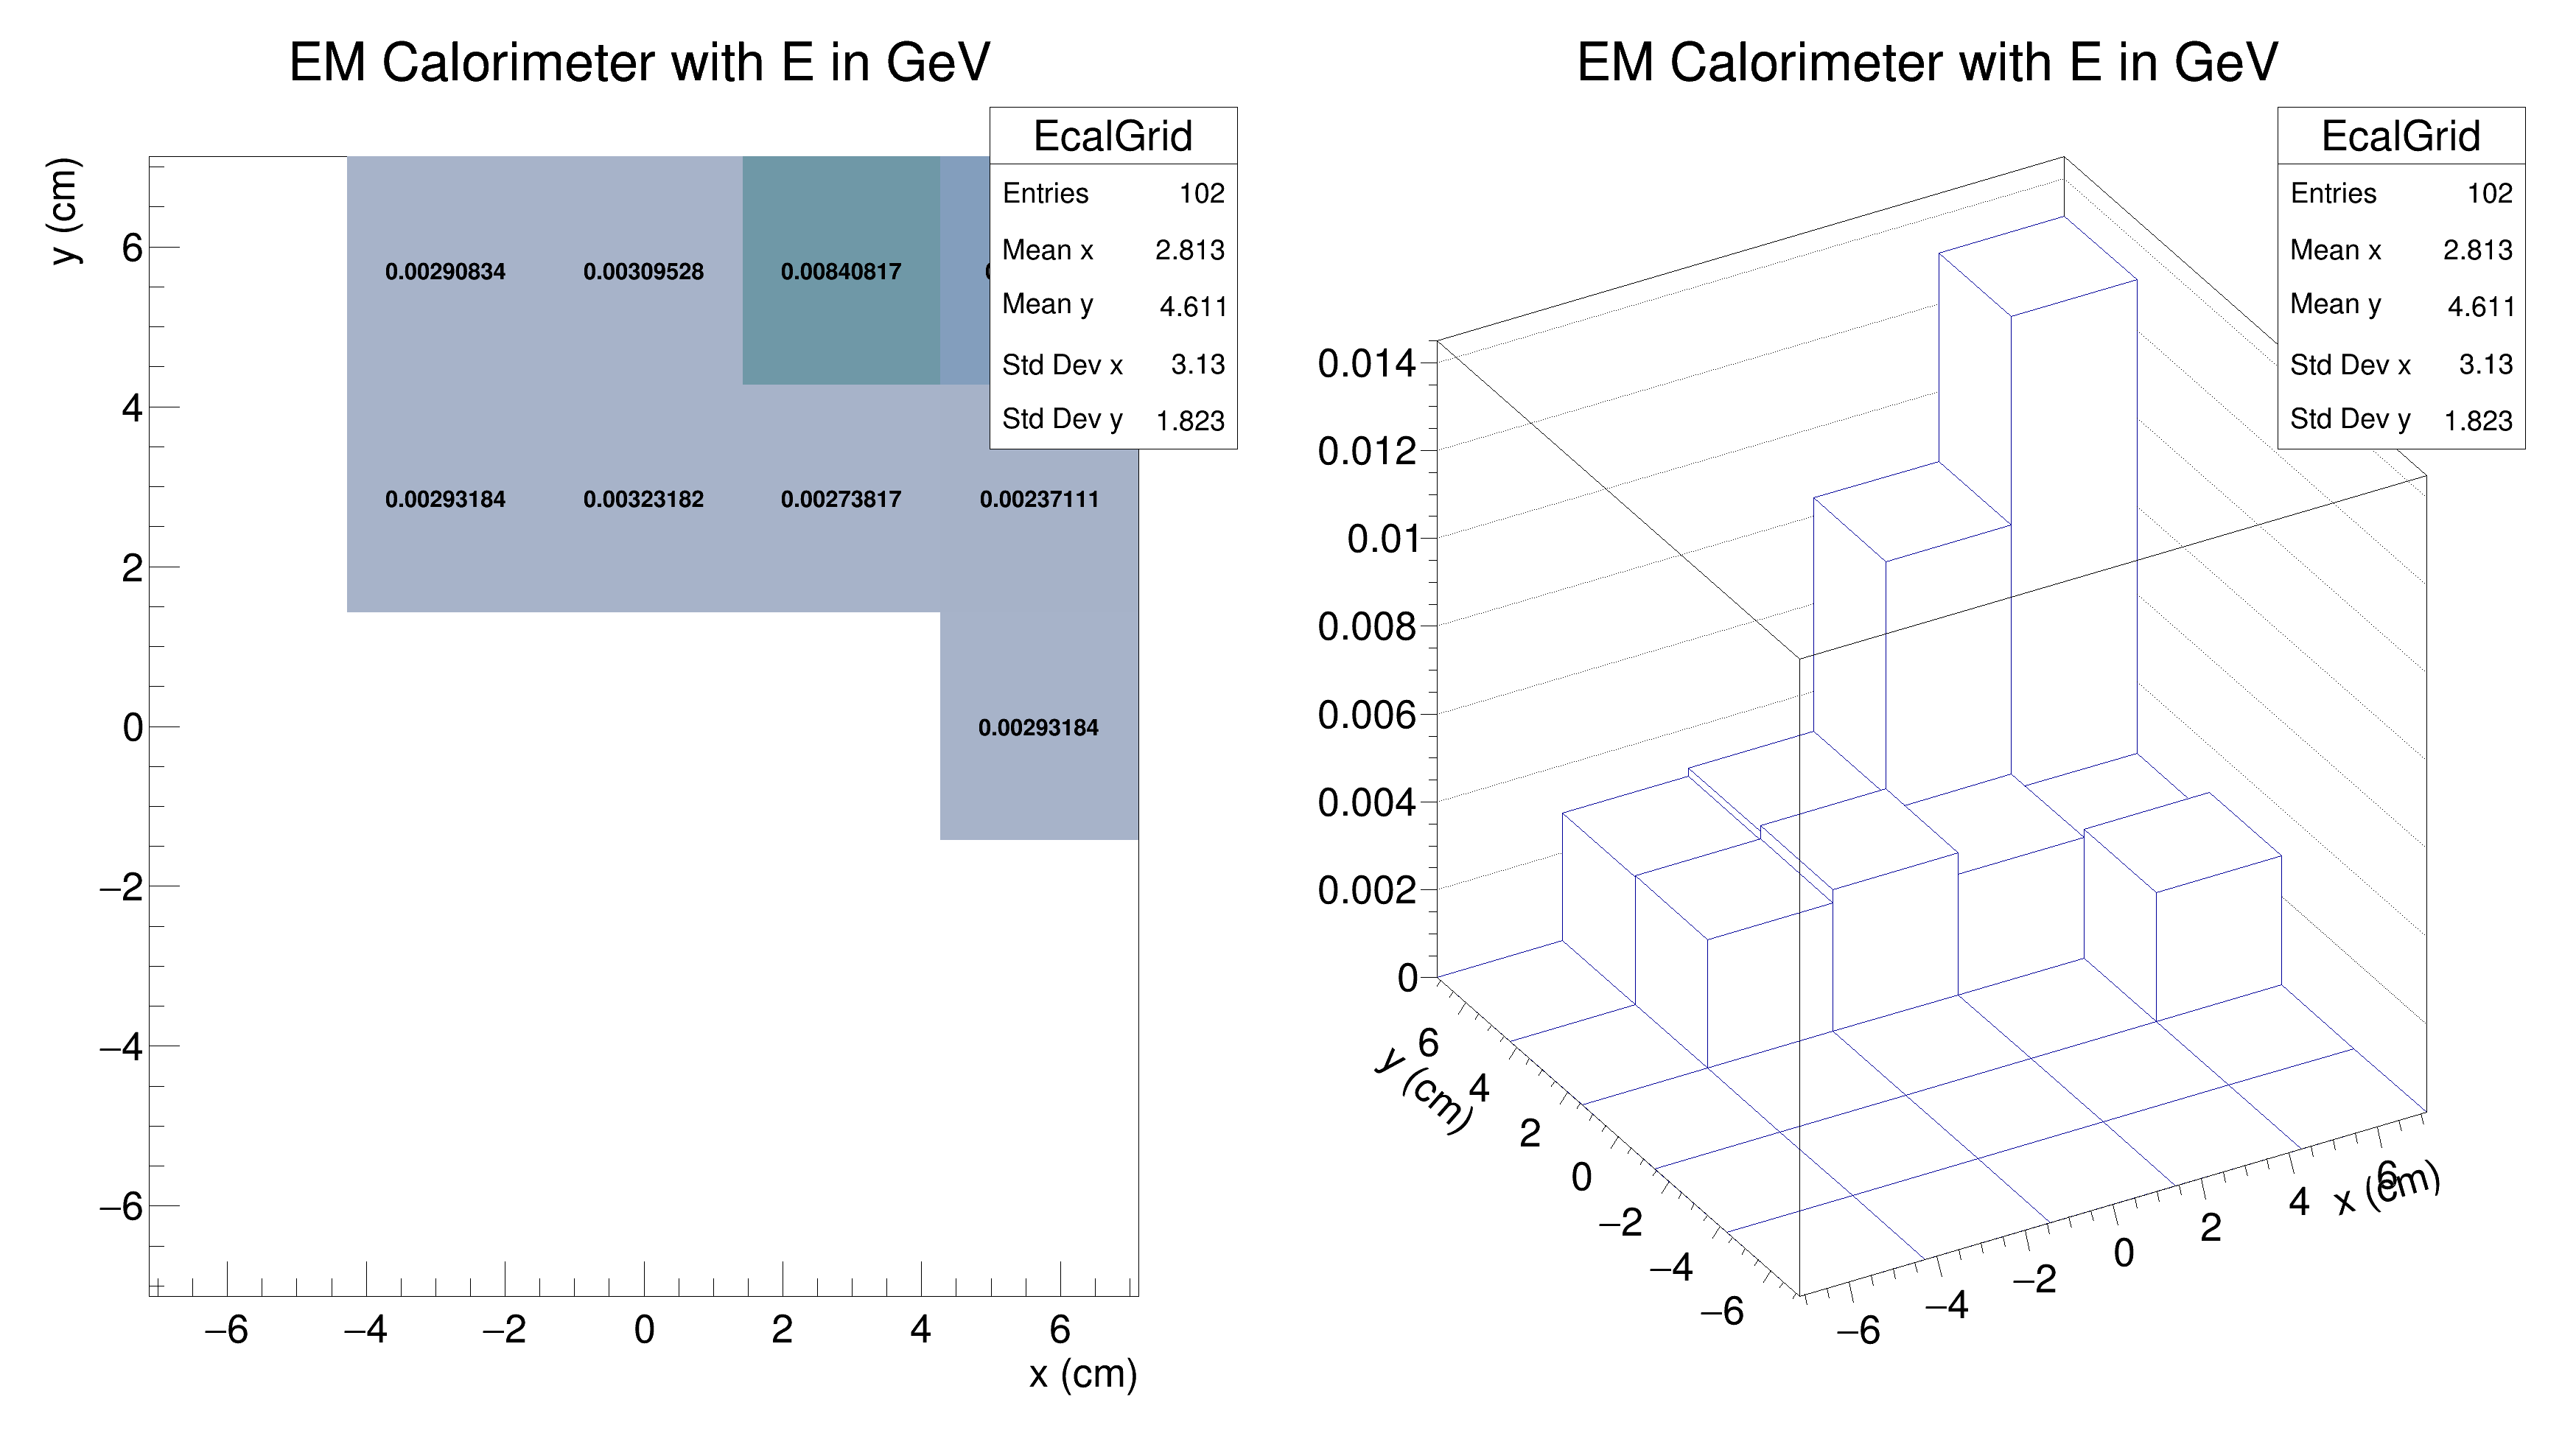 EM Calorimeter with E in GeV
EcalGrid
Entries 102
Mean x 2.813
Mean y 4.611
Std Dev x 3.13
Std Dev y 1.823
y (cm)
6
4
2
0
−2
−4
−6
0.00290834 0.00309528 0.00840817
0.00293184 0.00323182 0.00273817 0.00237111
0.00293184
−6 −4 −2 0 2 4 6
x (cm)
EM Calorimeter with E in GeV
EcalGrid
Entries 102
Mean x 2.813
Mean y 4.611
Std Dev x 3.13
Std Dev y 1.823
0.014
0.012
0.01
0.008
0.006
0.004
0.002
0
y (cm)
6
4
2
0
−2
−4
−6
−6 −4 −2 0 2 4 6
x (cm)